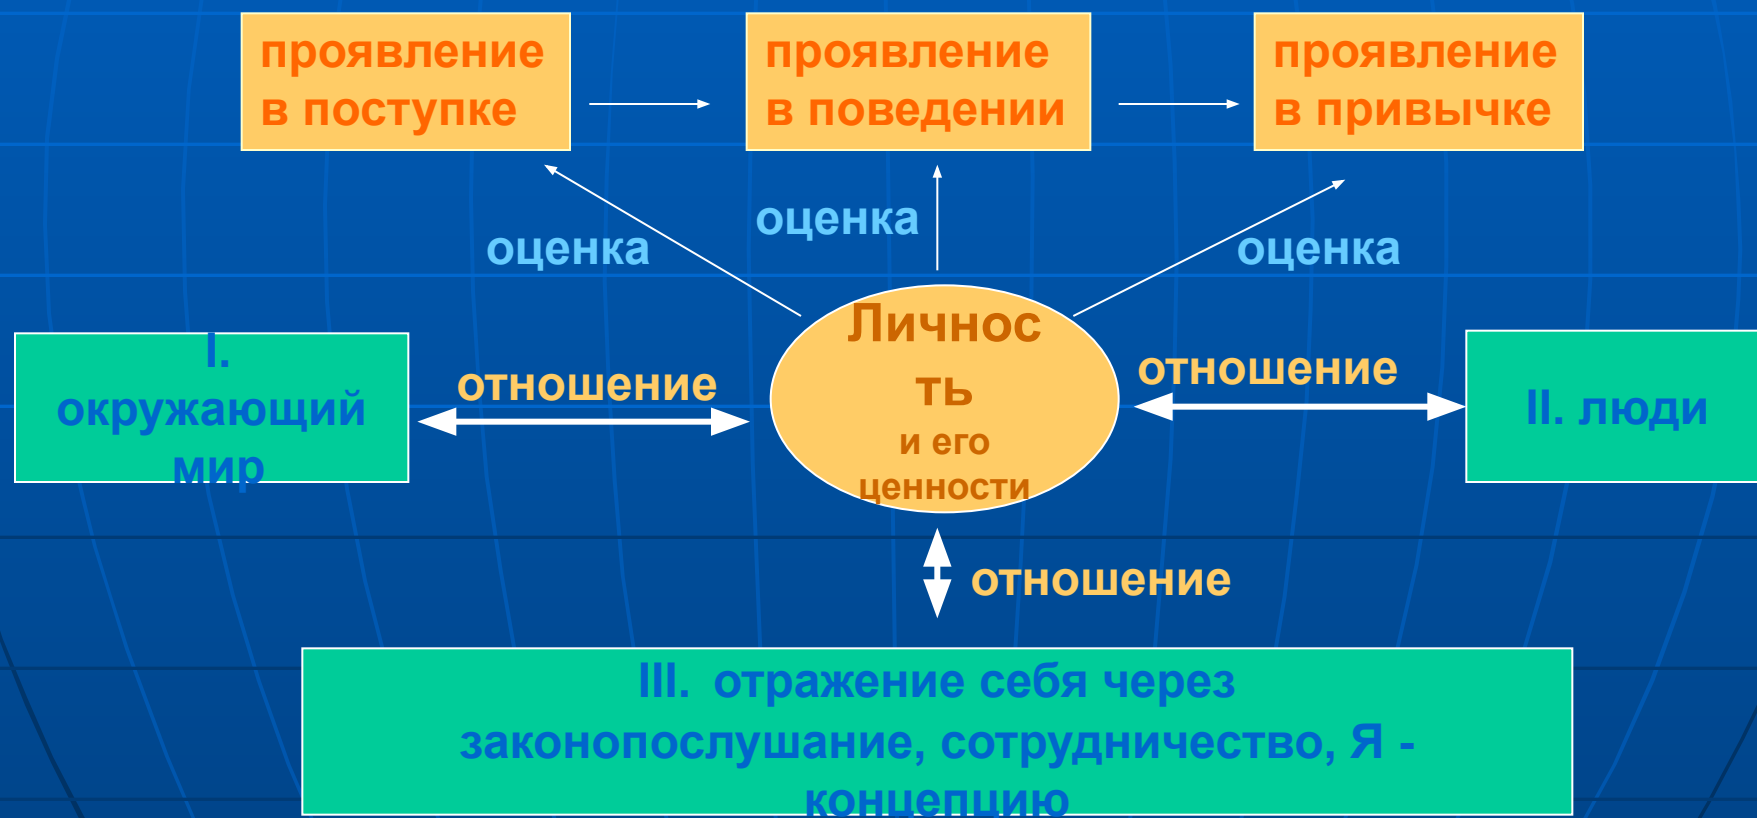 проявление
в поступке
проявление
в поведении
проявление
в привычке
оценка
оценка
оценка
Личнос
ть
и его
ценности
I.
окружающий
мир
отношение
отношение
II. люди
отношение
III. отражение себя через
законопослушание, сотрудничество, Я -
концепцию